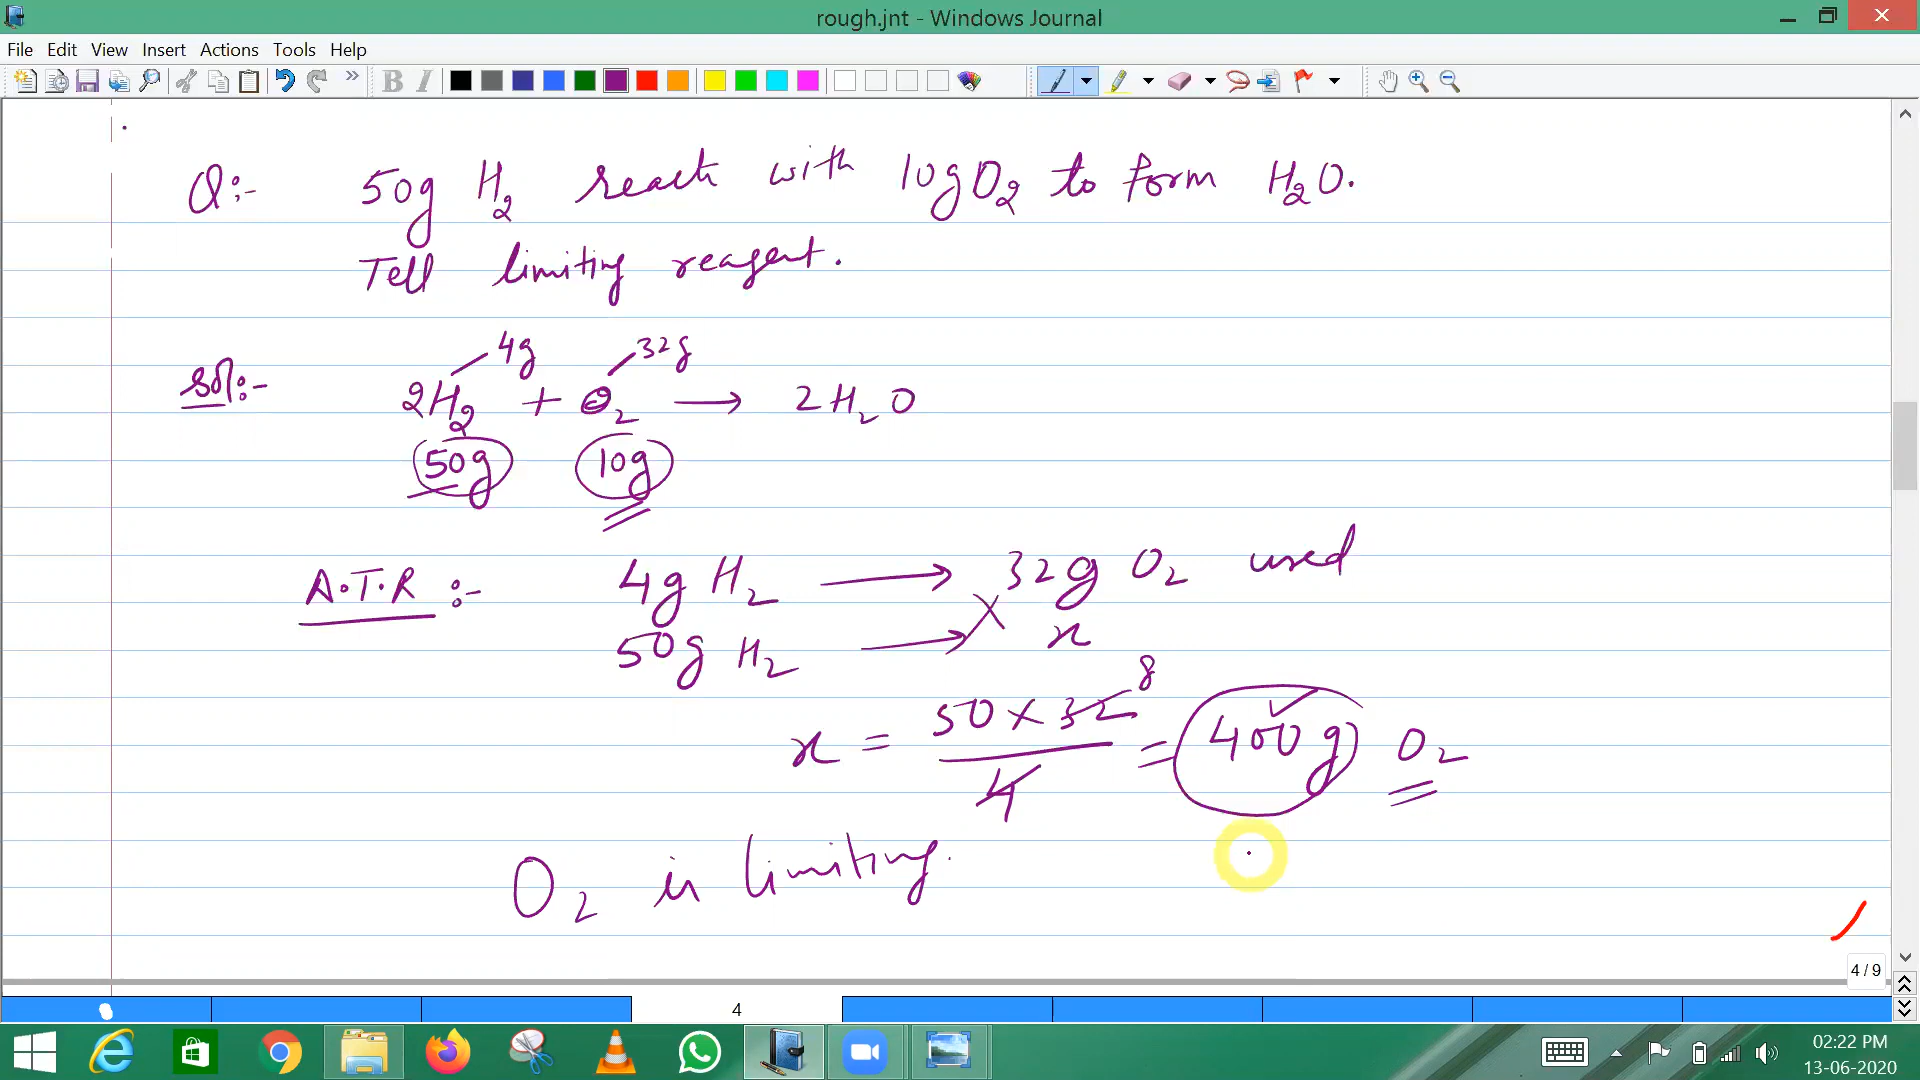 rough.jnt - Windows Journal
File Edit View Insert Actions Tools Help
Q:- 50g H₂ react with 10g O₂ to form H₂O.
Tell limiting reagent.
4g 32g
Sol:- 2H₂ + O₂ → 2H₂O
50g 10g
A.T.R :- 4g H₂ → 32g O₂ used
50g H₂ → x
8
x = 50 × 32 / 4 = 400g O₂
O₂ is limiting.
4 / 9
4
02:22 PM
13-06-2020